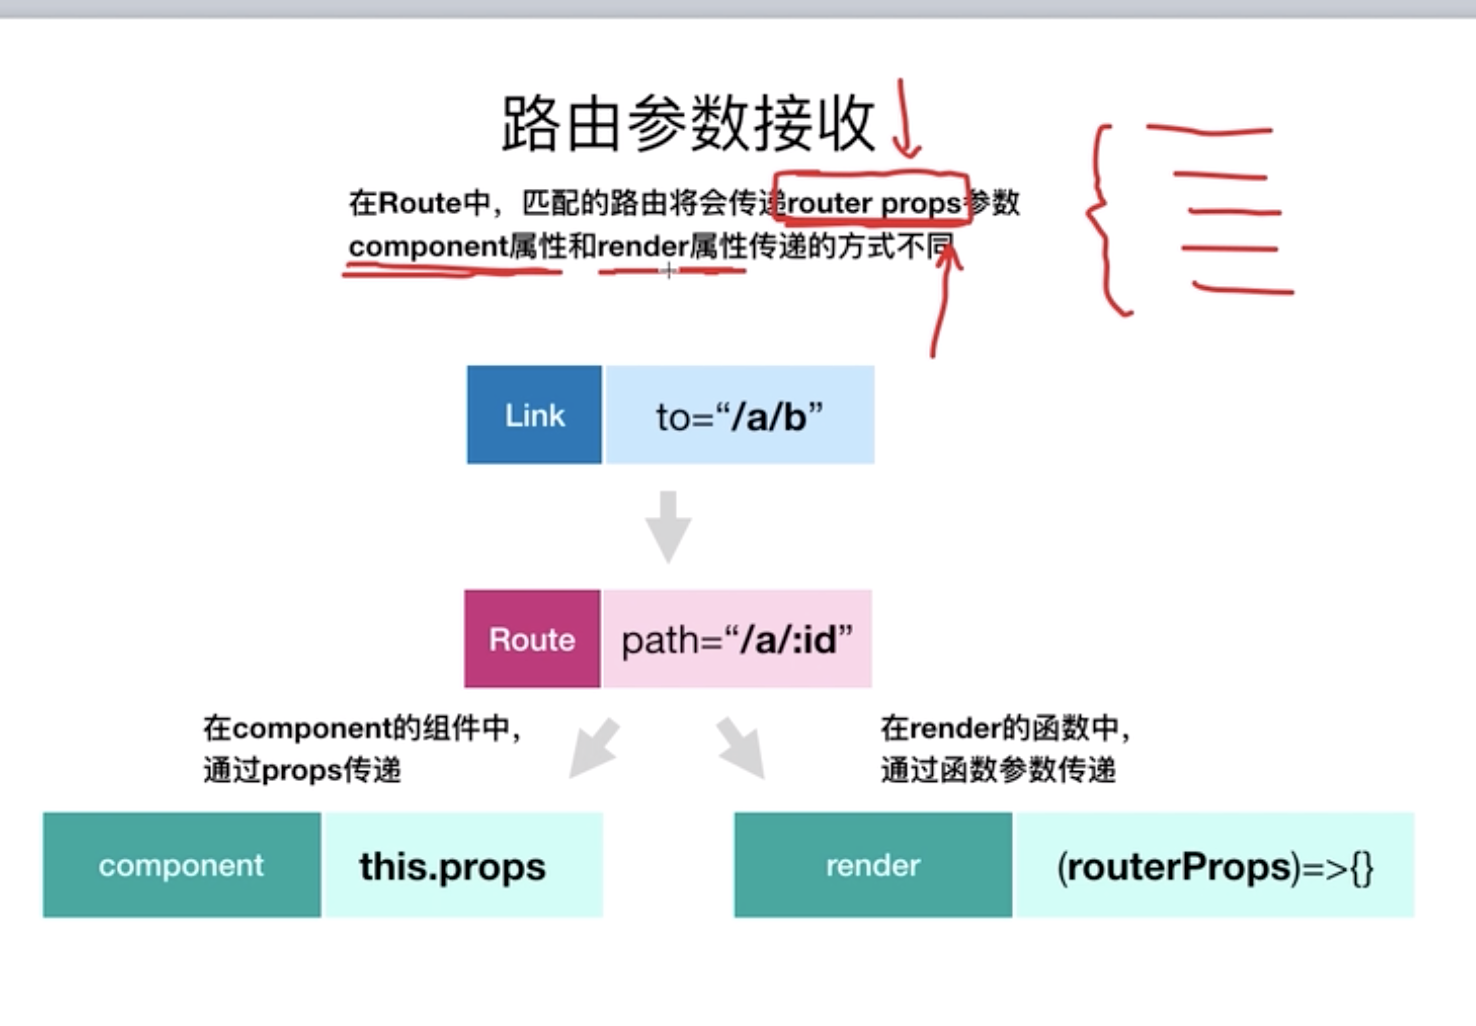 路由参数接收
在Route中，匹配的路由将会传递router props参数
component属性和render属性传递的方式不同
Link to=“/a/b”
Route path=“/a/:id”
在component的组件中，
通过props传递
在render的函数中，
通过函数参数传递
component this.props
render (routerProps)=>{}